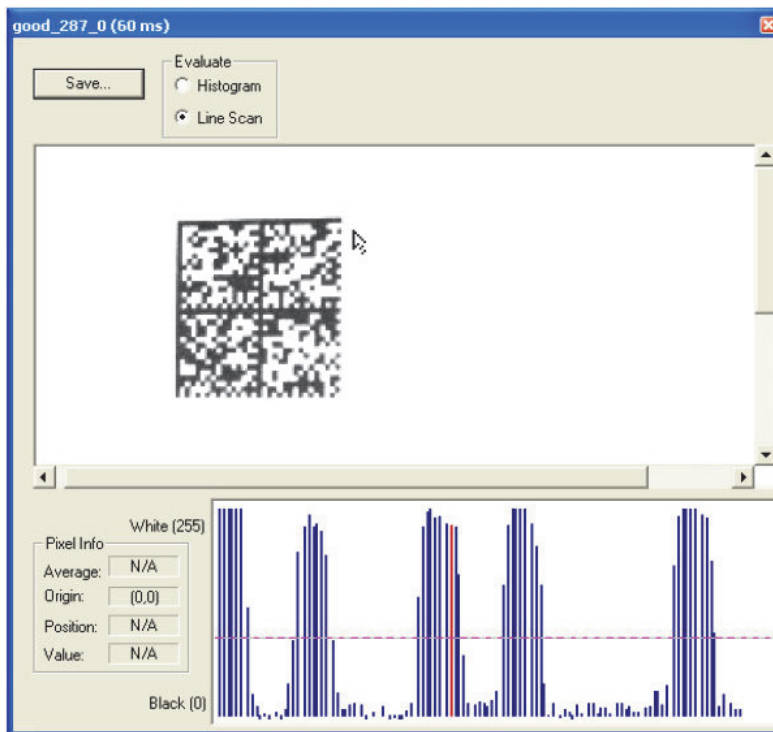 good_287_0 (60 ms)
Evaluate
Save...
Histogram
Line Scan
White (255)
Pixel Info
Average: N/A
Origin: (0,0)
Position: N/A
Value: N/A
Black (0)